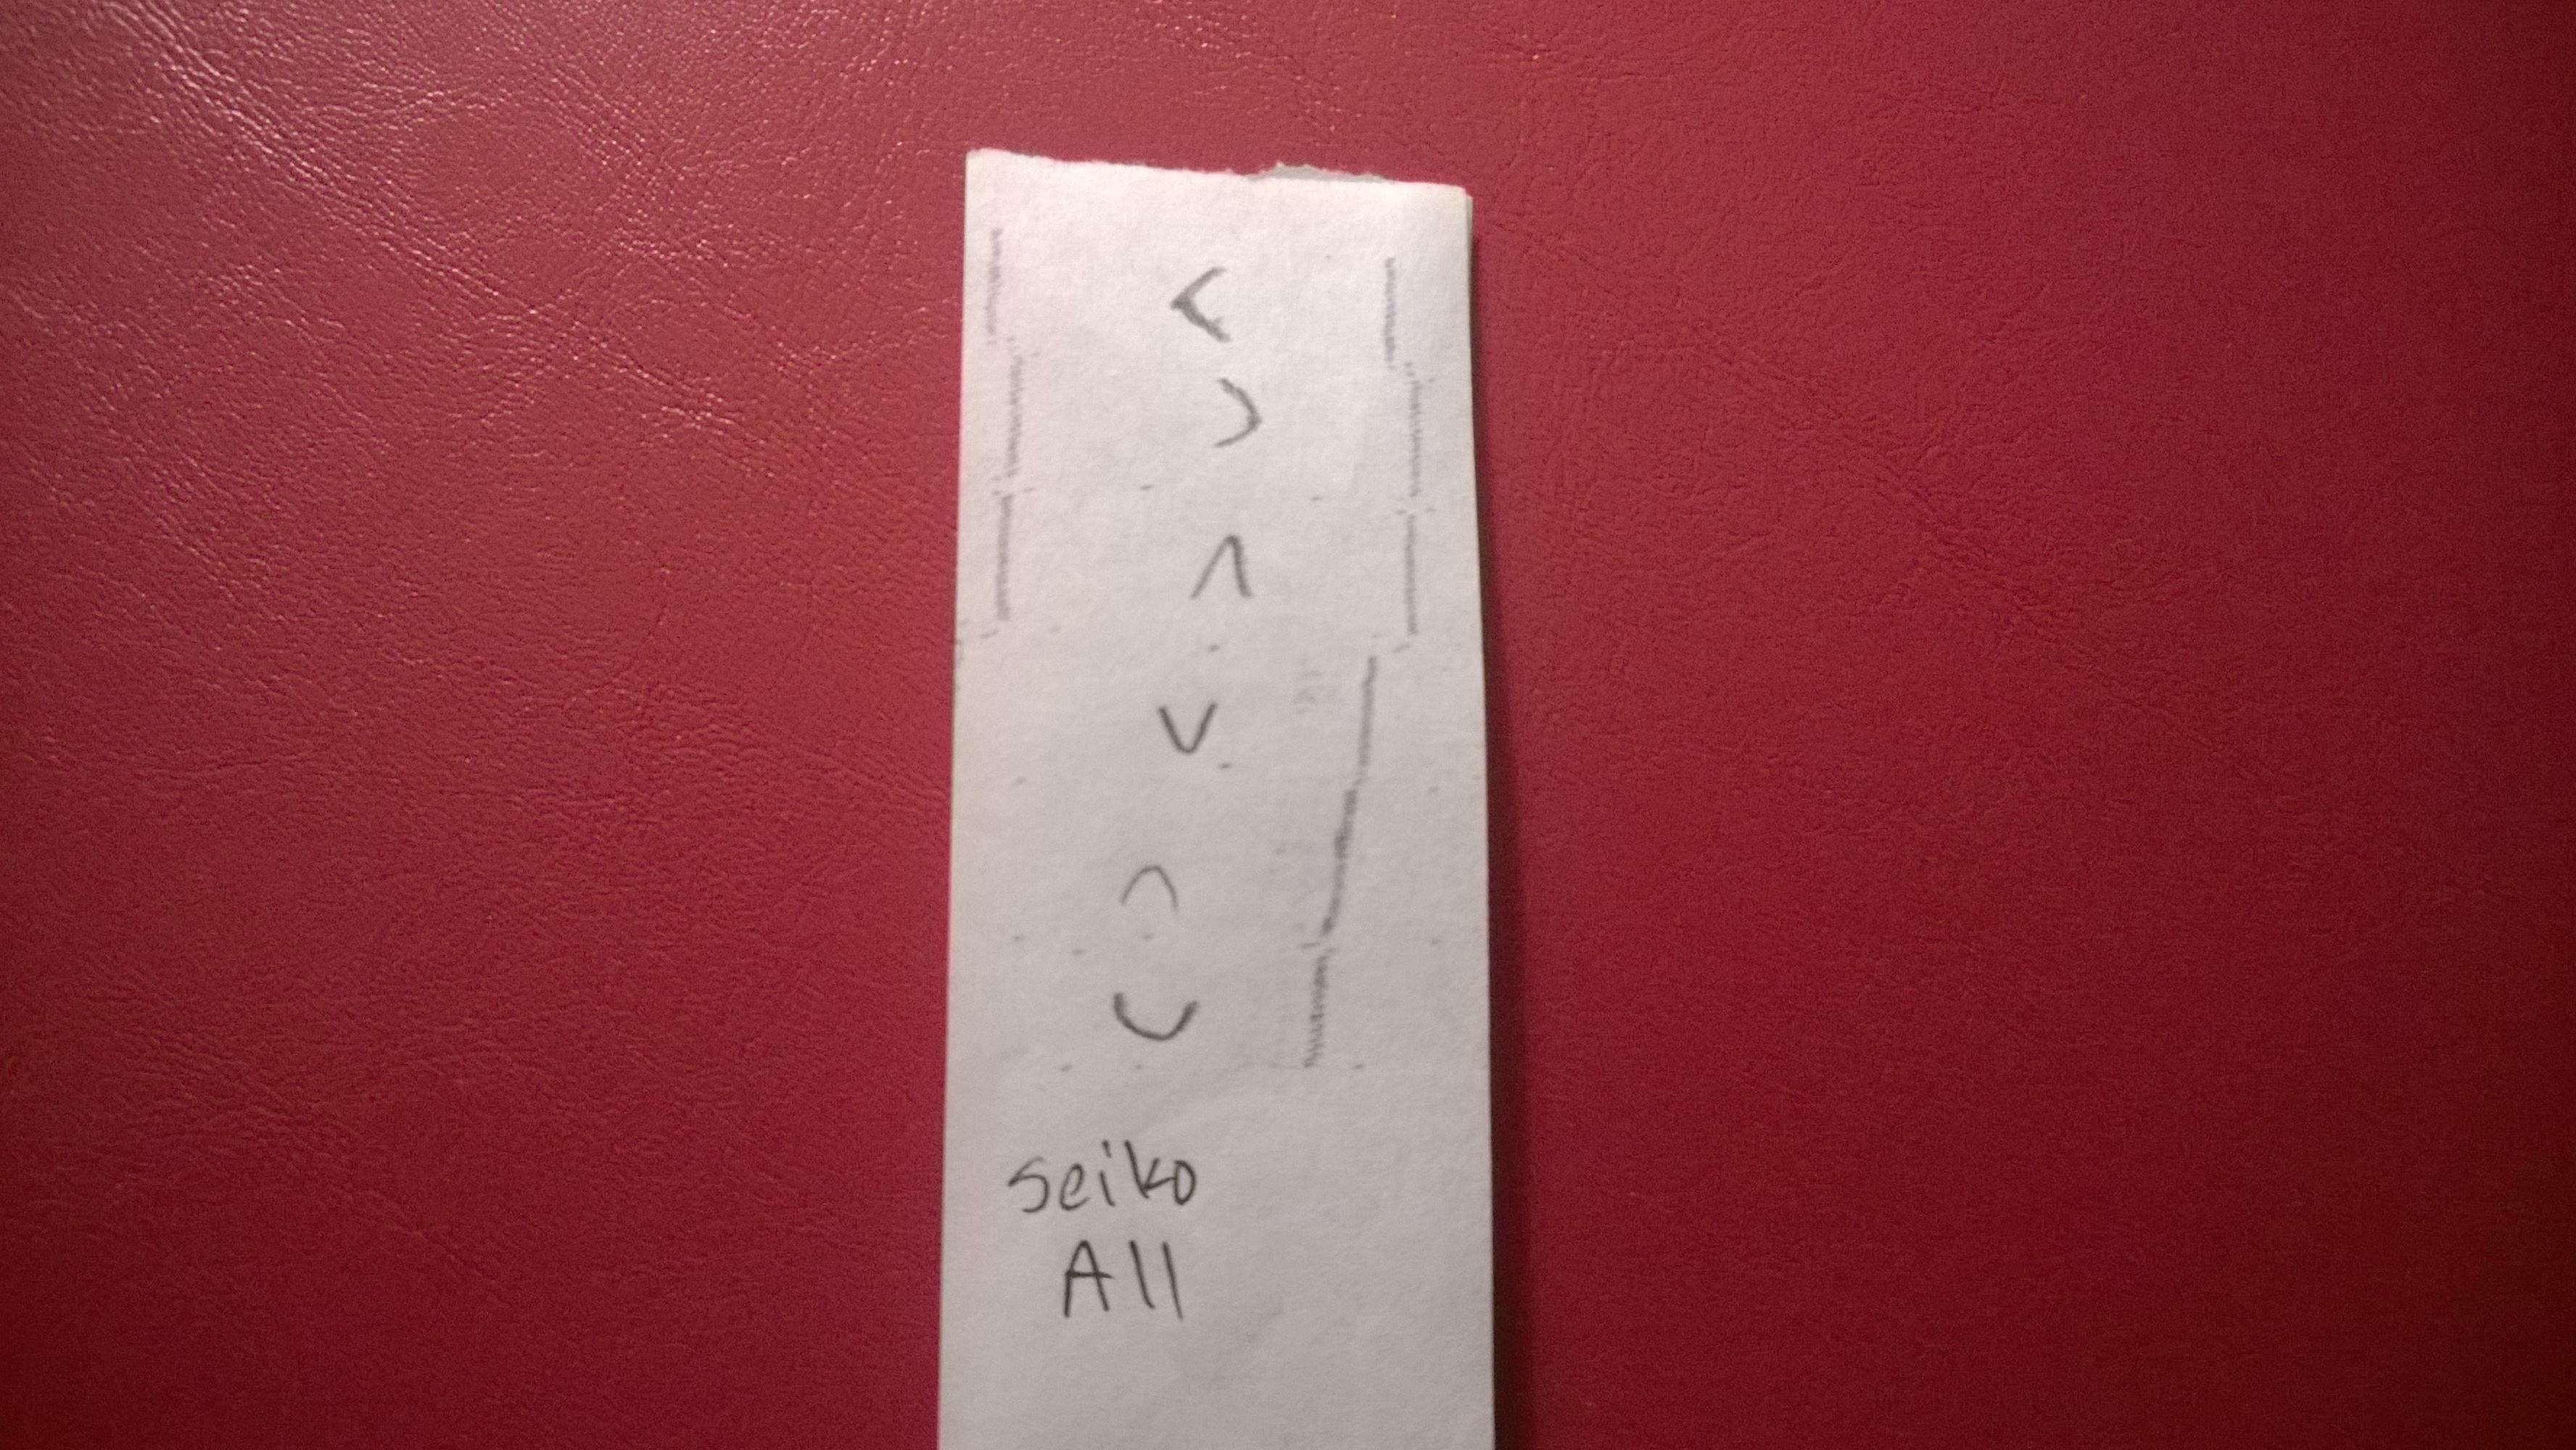 <
>
^
v
⌒
‿
seiko
All